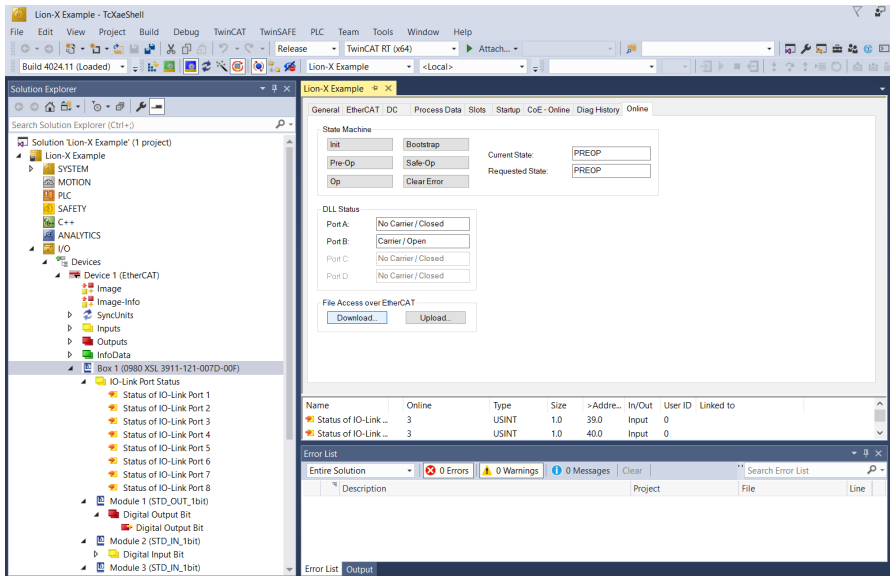 Lion-X Example - TcXaeShell
File Edit View Project Build Debug TwinCAT TwinSAFE PLC Team Tools Window Help
Release TwinCAT RT (x64) Attach...
Build 4024.11 (Loaded) Lion-X Example <Local>
Solution Explorer
Search Solution Explorer (Ctrl+;)
Solution 'Lion-X Example' (1 project)
Lion-X Example
SYSTEM
MOTION
PLC
SAFETY
C++
ANALYTICS
I/O
Devices
Device 1 (EtherCAT)
Image
Image-Info
SyncUnits
Inputs
Outputs
InfoData
Box 1 (0980 XSL 3911-121-007D-00F)
IO-Link Port Status
Status of IO-Link Port 1
Status of IO-Link Port 2
Status of IO-Link Port 3
Status of IO-Link Port 4
Status of IO-Link Port 5
Status of IO-Link Port 6
Status of IO-Link Port 7
Status of IO-Link Port 8
Module 1 (STD_OUT_1bit)
Digital Output Bit
Digital Output Bit
Module 2 (STD_IN_1bit)
Digital Input Bit
Module 3 (STD_IN_1bit)
Lion-X Example
General EtherCAT DC Process Data Slots Startup CoE - Online Diag History Online
State Machine
Init Bootstrap
Pre-Op Safe-Op
Op Clear Error
Current State: PREOP
Requested State: PREOP
DLL Status
Port A: No Carrier / Closed
Port B: Carrier / Open
Port C: No Carrier / Closed
Port D: No Carrier / Closed
File Access over EtherCAT
Download... Upload...
Name Online Type Size >Addre... In/Out User ID Linked to
Status of IO-Link ... 3 USINT 1.0 39.0 Input 0
Status of IO-Link ... 3 USINT 1.0 40.0 Input 0
Error List
Entire Solution 0 Errors 0 Warnings 0 Messages Clear Search Error List
Description Project File Line
Error List Output